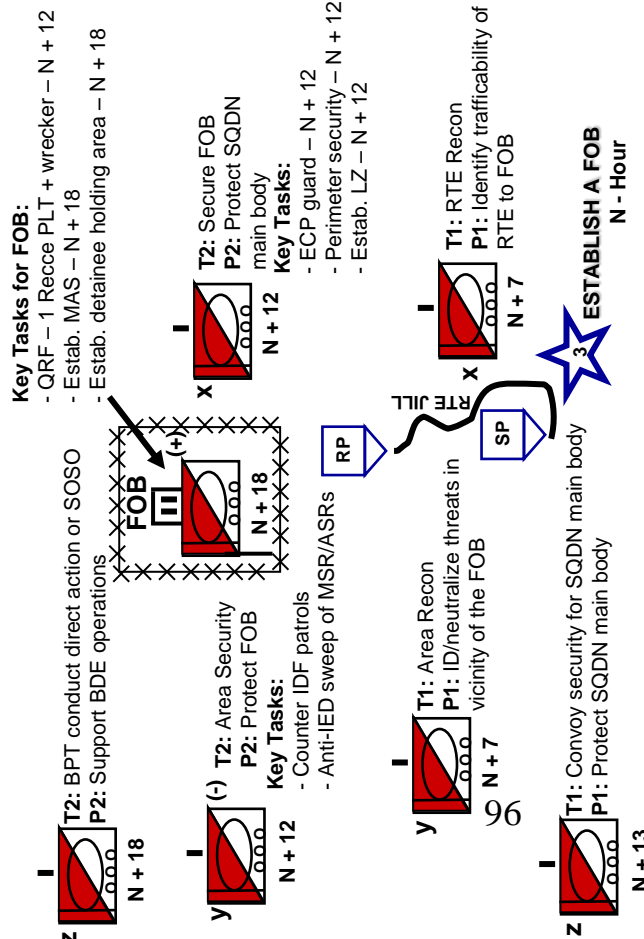 Key Tasks for FOB:
- QRF – 1 Recce PLT + wrecker – N + 12
- Estab. MAS – N + 18
- Estab. detainee holding area – N + 18
z
I
N + 18
T2: BPT conduct direct action or SOSO
P2: Support BDE operations
FOB
II
(+)
N + 18
x
I
N + 12
T2: Secure FOB
P2: Protect SQDN
main body
Key Tasks:
- ECP guard – N + 12
- Perimeter security – N + 12
- Estab. LZ – N + 12
y
I
(-)
N + 12
T2: Area Security
P2: Protect FOB
Key Tasks:
- Counter IDF patrols
- Anti-IED sweep of MSR/ASRs
RP
RTE JILL
SP
y
I
N + 7
T1: Area Recon
P1: ID/neutralize threats in
vicinity of the FOB
x
I
N + 7
T1: RTE Recon
P1: Identify trafficability of
RTE to FOB
z
I
N + 13
T1: Convoy security for SQDN main body
P1: Protect SQDN main body
3
ESTABLISH A FOB
N - Hour
96